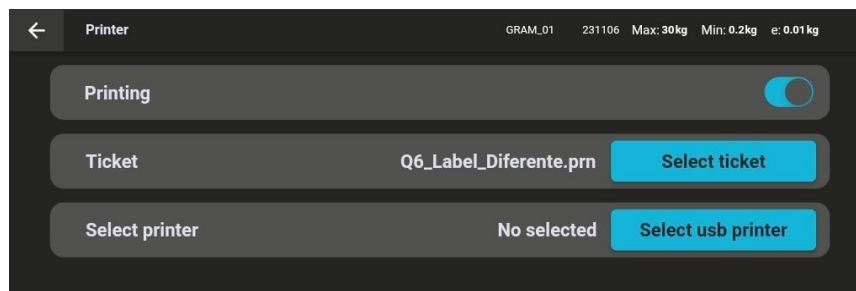 Printer GRAM_01 231106 Max: 30kg Min: 0.2kg e: 0.01kg
Printing
Ticket Q6_Label_Diferente.prn Select ticket
Select printer No selected Select usb printer